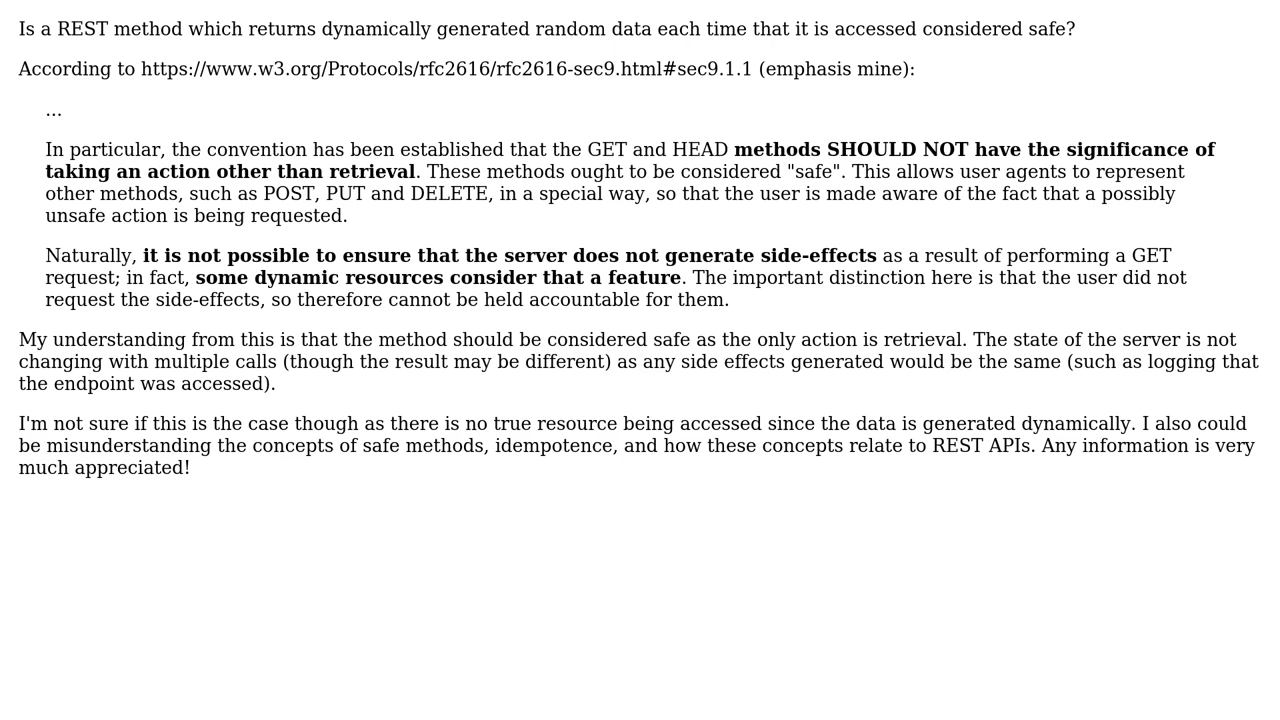 Is a REST method which returns dynamically generated random data each time that it is accessed considered safe?
According to https://www.w3.org/Protocols/rfc2616/rfc2616-sec9.html#sec9.1.1 (emphasis mine):
...
In particular, the convention has been established that the GET and HEAD methods SHOULD NOT have the significance of
taking an action other than retrieval. These methods ought to be considered "safe". This allows user agents to represent
other methods, such as POST, PUT and DELETE, in a special way, so that the user is made aware of the fact that a possibly
unsafe action is being requested.
Naturally, it is not possible to ensure that the server does not generate side-effects as a result of performing a GET
request; in fact, some dynamic resources consider that a feature. The important distinction here is that the user did not
request the side-effects, so therefore cannot be held accountable for them.
My understanding from this is that the method should be considered safe as the only action is retrieval. The state of the server is not
changing with multiple calls (though the result may be different) as any side effects generated would be the same (such as logging that
the endpoint was accessed).
I'm not sure if this is the case though as there is no true resource being accessed since the data is generated dynamically. I also could
be misunderstanding the concepts of safe methods, idempotence, and how these concepts relate to REST APIs. Any information is very
much appreciated!